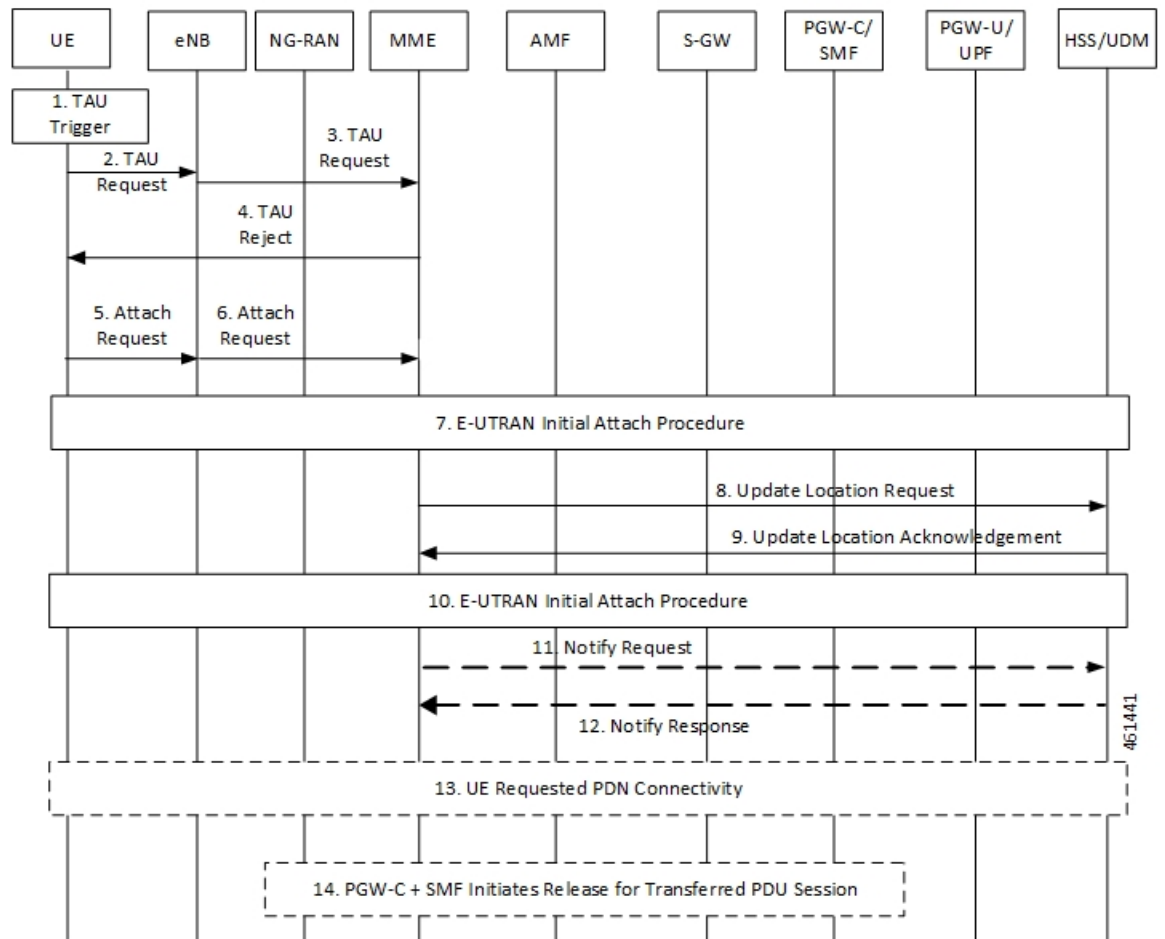 UE
eNB
NG-RAN
MME
AMF
S-GW
PGW-C/
SMF
PGW-U/
UPF
HSS/UDM
1. TAU
Trigger
2. TAU
Request
3. TAU
Request
4. TAU
Reject
5. Attach
Request
6. Attach
Request
7. E-UTRAN Initial Attach Procedure
8. Update Location Request
9. Update Location Acknowledgement
10. E-UTRAN Initial Attach Procedure
11. Notify Request
12. Notify Response
461441
13. UE Requested PDN Connectivity
14. PGW-C + SMF Initiates Release for Transferred PDU Session